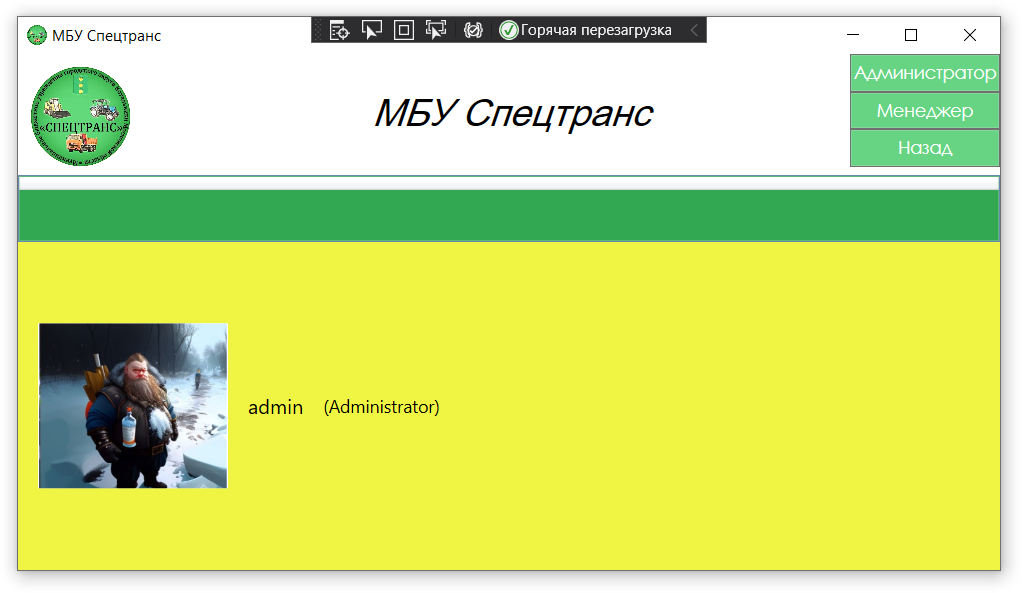 МБУ Спецтранс
Горячая перезагрузка
МБУ Спецтранс
«СПЕЦТРАНС»
Администратор
Менеджер
Назад
admin (Administrator)